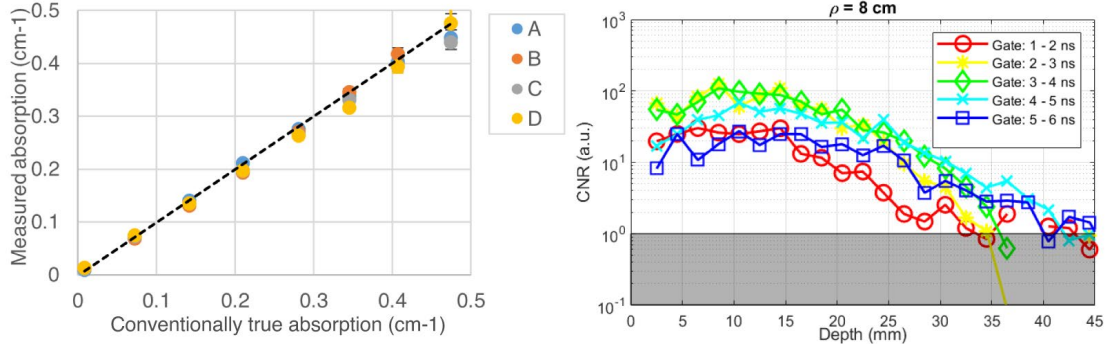 Measured absorption (cm-1)
0.5
0.4
0.3
0.2
0.1
0
0
0.1
0.2
0.3
0.4
0.5
Conventionally true absorption (cm-1)
A
B
C
D
ρ = 8 cm
CNR (a.u.)
10³
10²
10¹
10⁰
10⁻¹
0
5
10
15
20
25
30
35
40
45
Depth (mm)
Gate: 1 - 2 ns
Gate: 2 - 3 ns
Gate: 3 - 4 ns
Gate: 4 - 5 ns
Gate: 5 - 6 ns